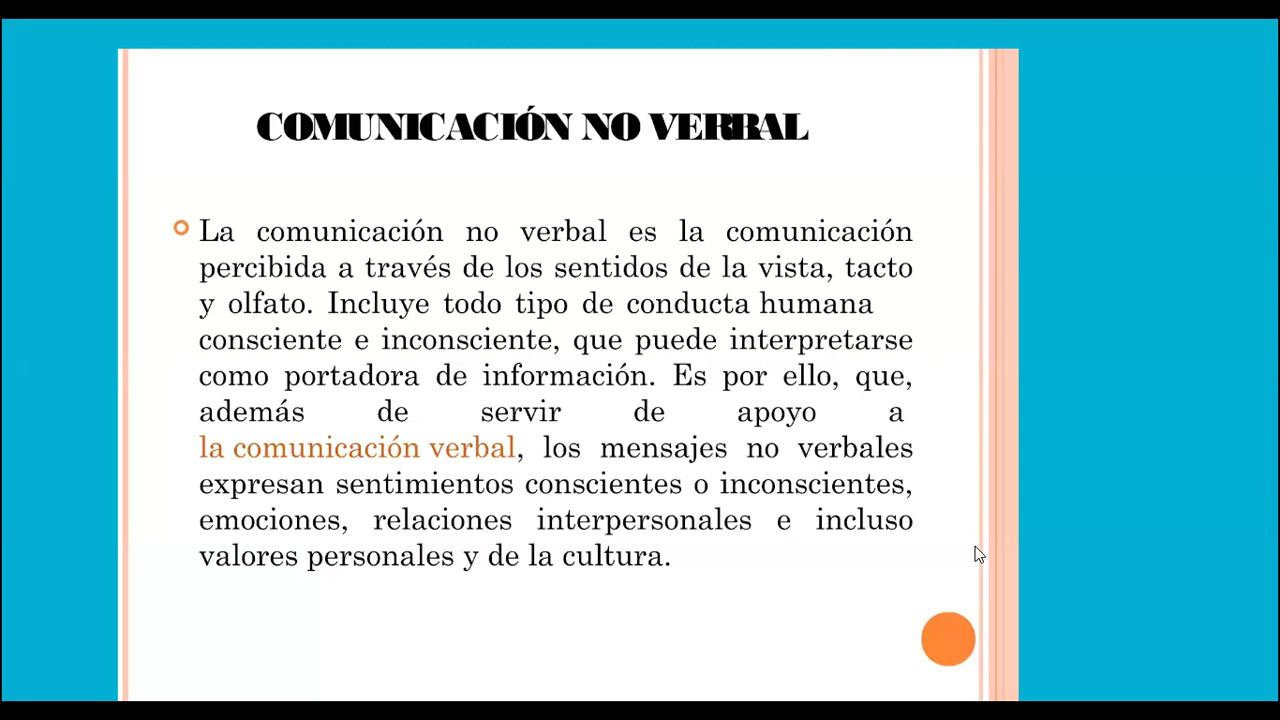 COMUNICACIÓN NO VERBAL
La comunicación no verbal es la comunicación
percibida a través de los sentidos de la vista, tacto
y olfato. Incluye todo tipo de conducta humana
consciente e inconsciente, que puede interpretarse
como portadora de información. Es por ello, que,
además de servir de apoyo a
la comunicación verbal, los mensajes no verbales
expresan sentimientos conscientes o inconscientes,
emociones, relaciones interpersonales e incluso
valores personales y de la cultura.